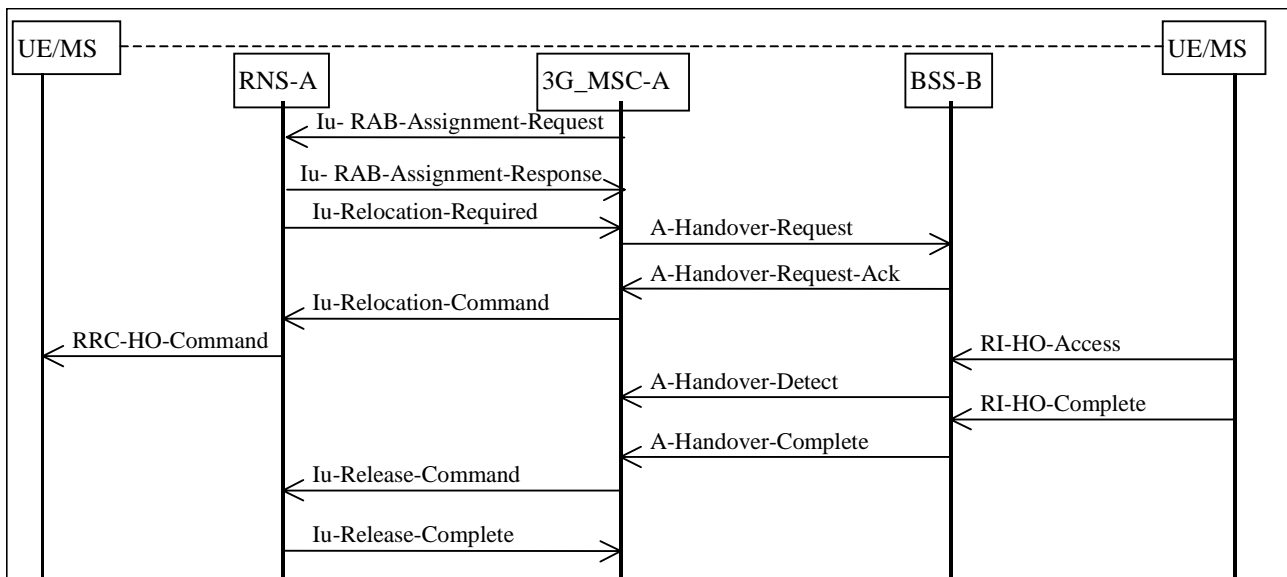 UE/MS
UE/MS
RNS-A
3G_MSC-A
BSS-B
Iu- RAB-Assignment-Request
Iu- RAB-Assignment-Response
Iu-Relocation-Required
A-Handover-Request
A-Handover-Request-Ack
Iu-Relocation-Command
RRC-HO-Command
RI-HO-Access
A-Handover-Detect
RI-HO-Complete
A-Handover-Complete
Iu-Release-Command
Iu-Release-Complete